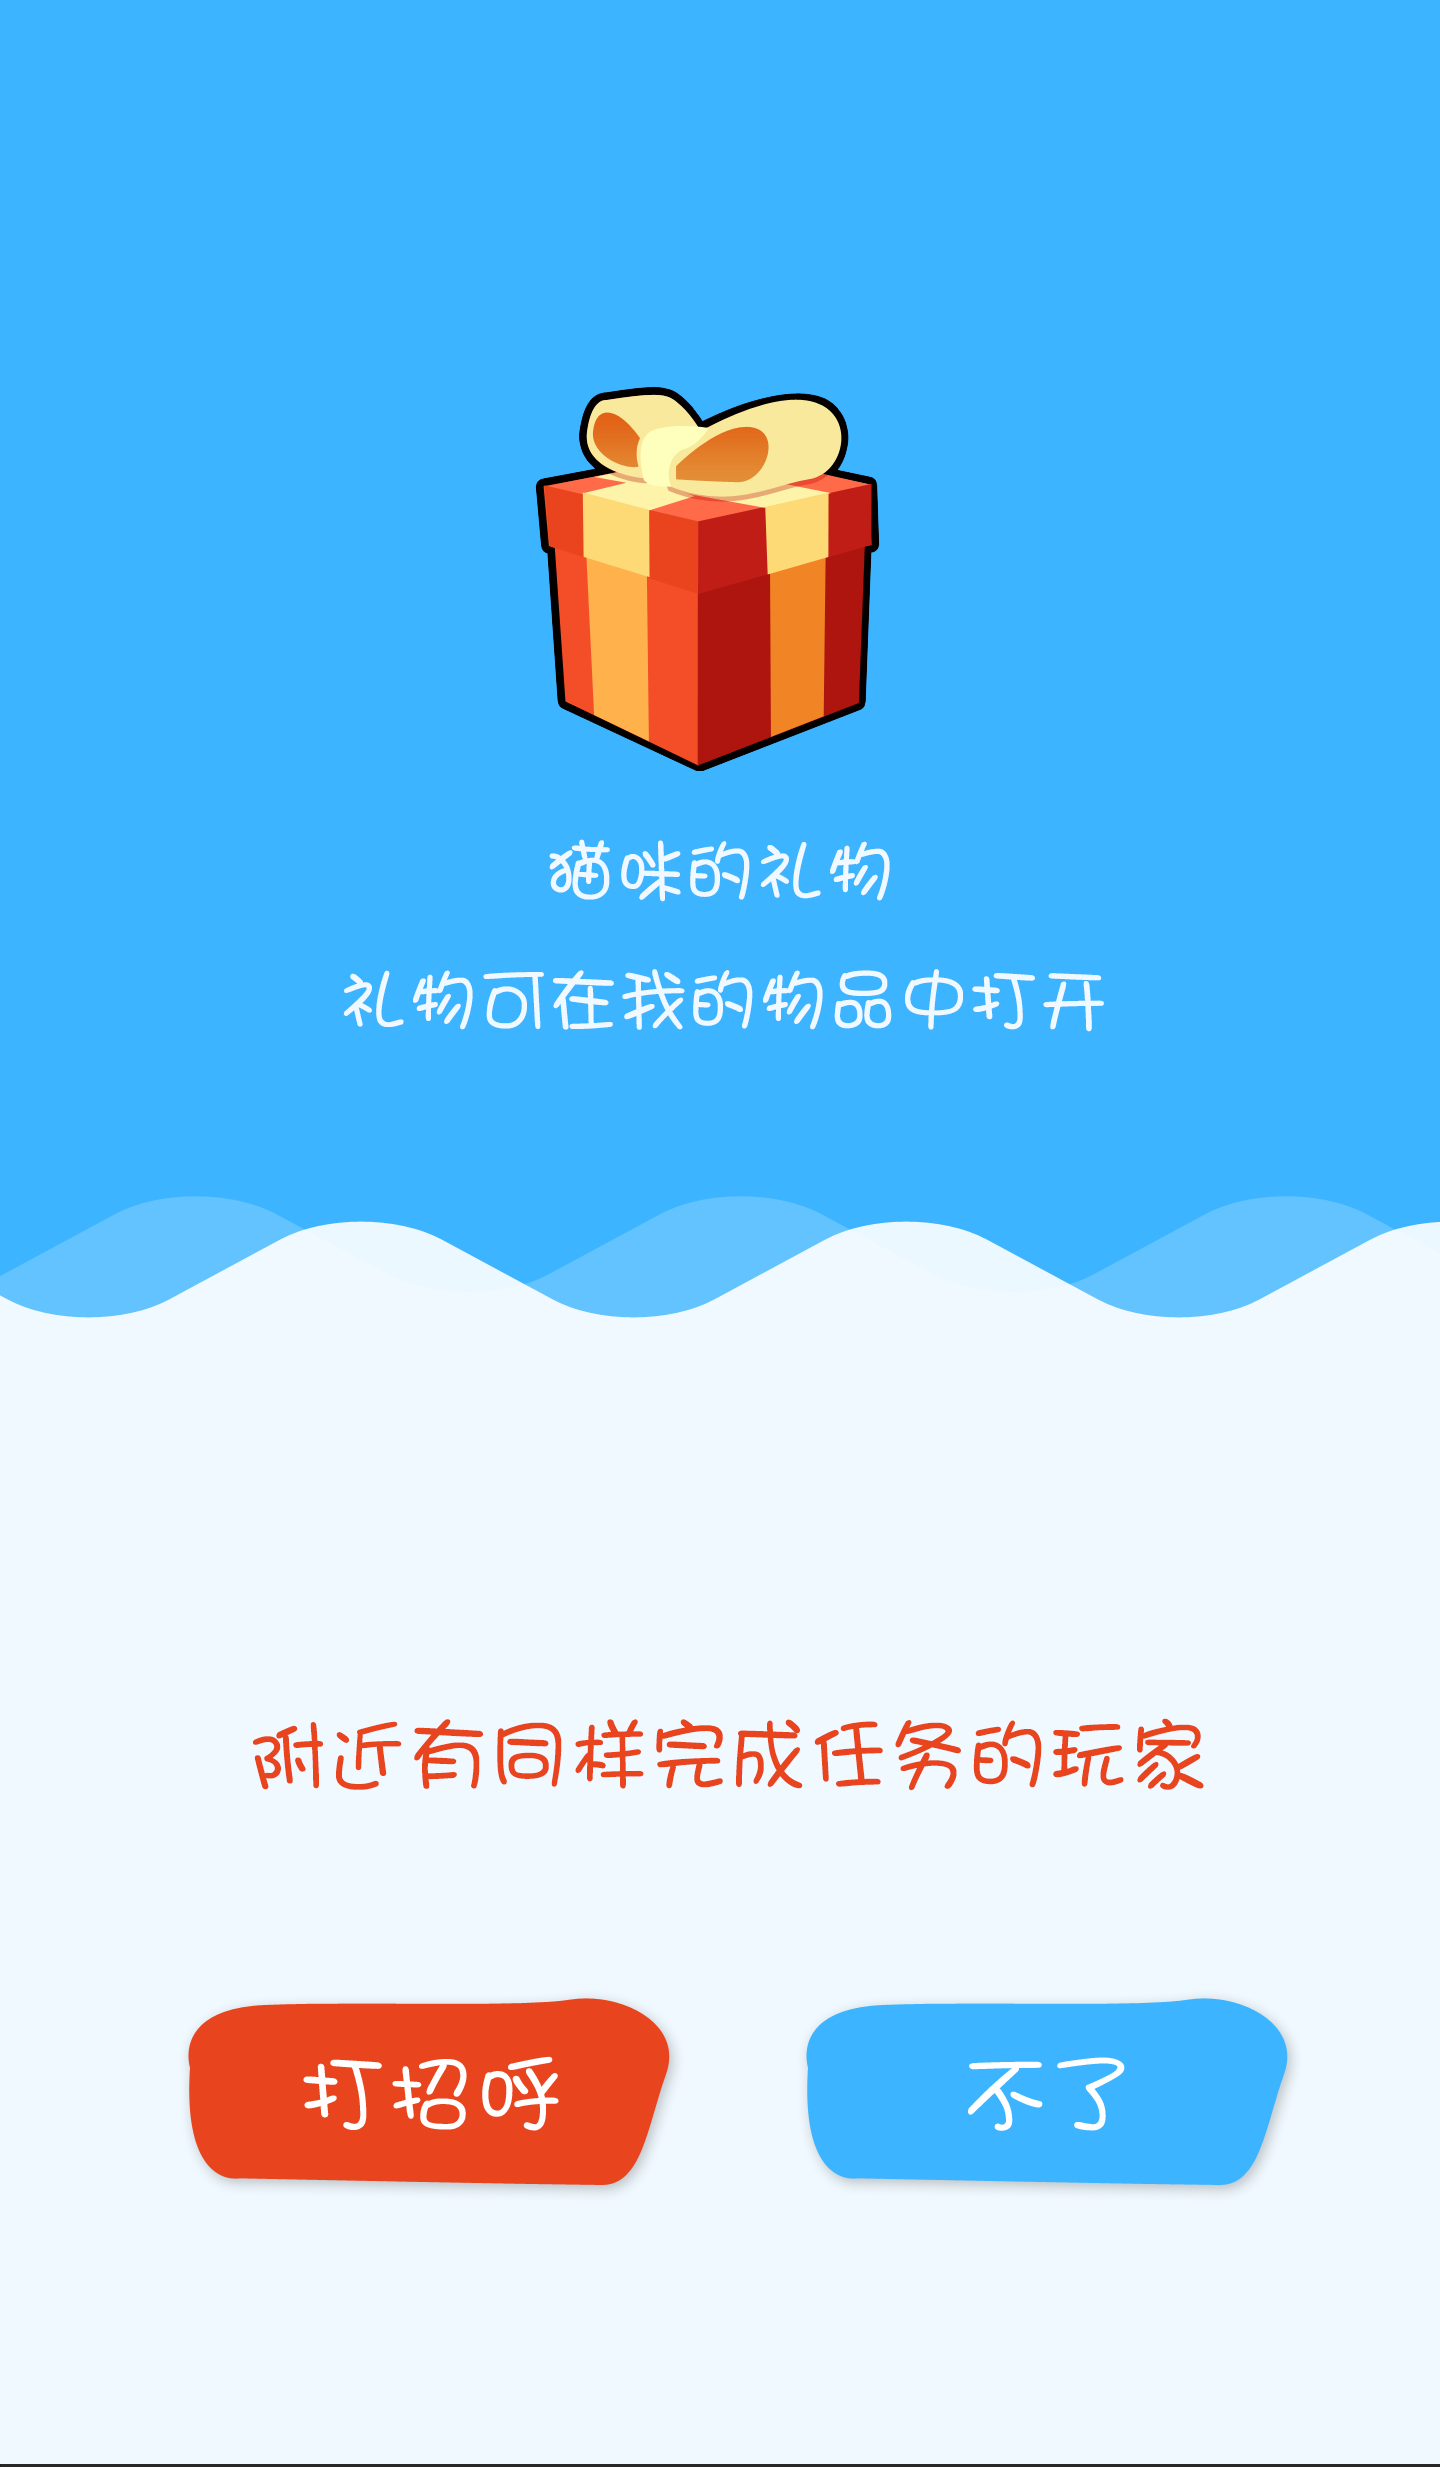 猫咪的礼物
礼物可在我的物品中打开
附近有同样完成任务的玩家
打招呼
不了